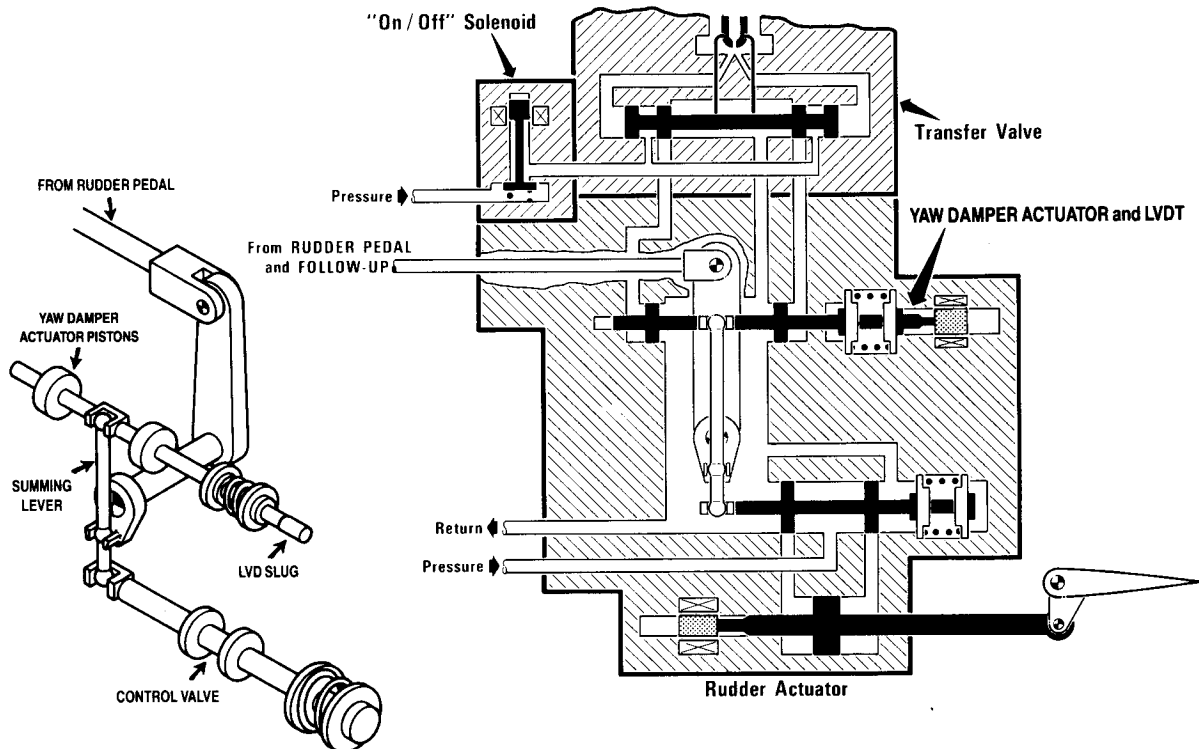 "On / Off" Solenoid
Transfer Valve
Pressure
From RUDDER PEDAL
and FOLLOW-UP
YAW DAMPER ACTUATOR and LVDT
Return
Pressure
Rudder Actuator
FROM RUDDER PEDAL
YAW DAMPER
ACTUATOR PISTONS
SUMMING
LEVER
LVD SLUG
CONTROL VALVE